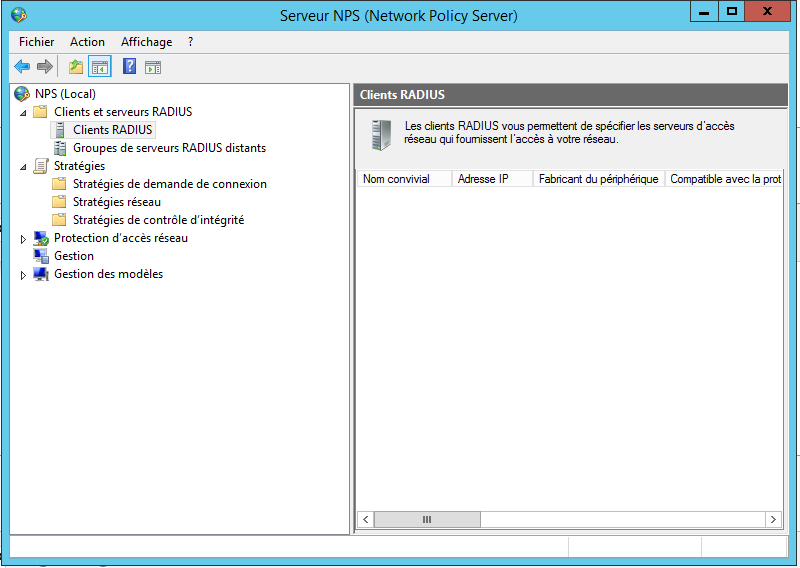 Serveur NPS (Network Policy Server)
Fichier Action Affichage ?
NPS (Local)
Clients et serveurs RADIUS
Clients RADIUS
Groupes de serveurs RADIUS distants
Stratégies
Stratégies de demande de connexion
Stratégies réseau
Stratégies de contrôle d'intégrité
Protection d'accès réseau
Gestion
Gestion des modèles
Clients RADIUS
Les clients RADIUS vous permettent de spécifier les serveurs d'accès
réseau qui fournissent l'accès à votre réseau.
Nom convivial Adresse IP Fabricant du périphérique Compatible avec la prot